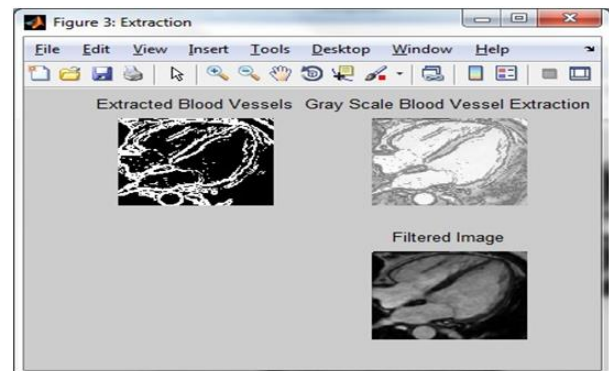 Figure 3: Extraction
File Edit View Insert Tools Desktop Window Help
Extracted Blood Vessels Gray Scale Blood Vessel Extraction
Filtered Image